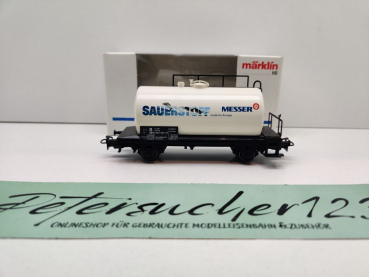 märklin
H0
SAUERSTOFF MESSER
Petersucher123
ONLINESHOP FÜR GEBRAUCHTE MODELLEISENBAHN & ZUBEHÖR